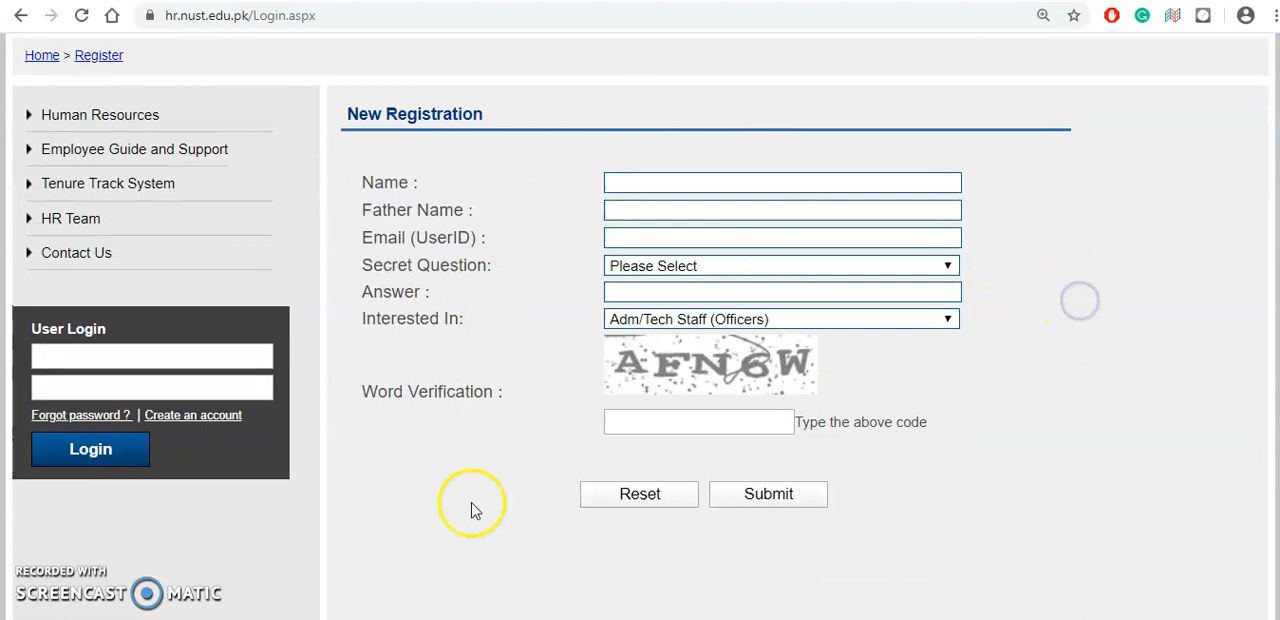 hr.nust.edu.pk/Login.aspx
Home > Register
Human Resources
Employee Guide and Support
Tenure Track System
HR Team
Contact Us
User Login
Forgot password ? | Create an account
Login
New Registration
Name :
Father Name :
Email (UserID) :
Secret Question: Please Select
Answer :
Interested In: Adm/Tech Staff (Officers)
AFN6W
Word Verification :
Type the above code
Reset Submit
RECORDED WITH
SCREENCAST MATIC